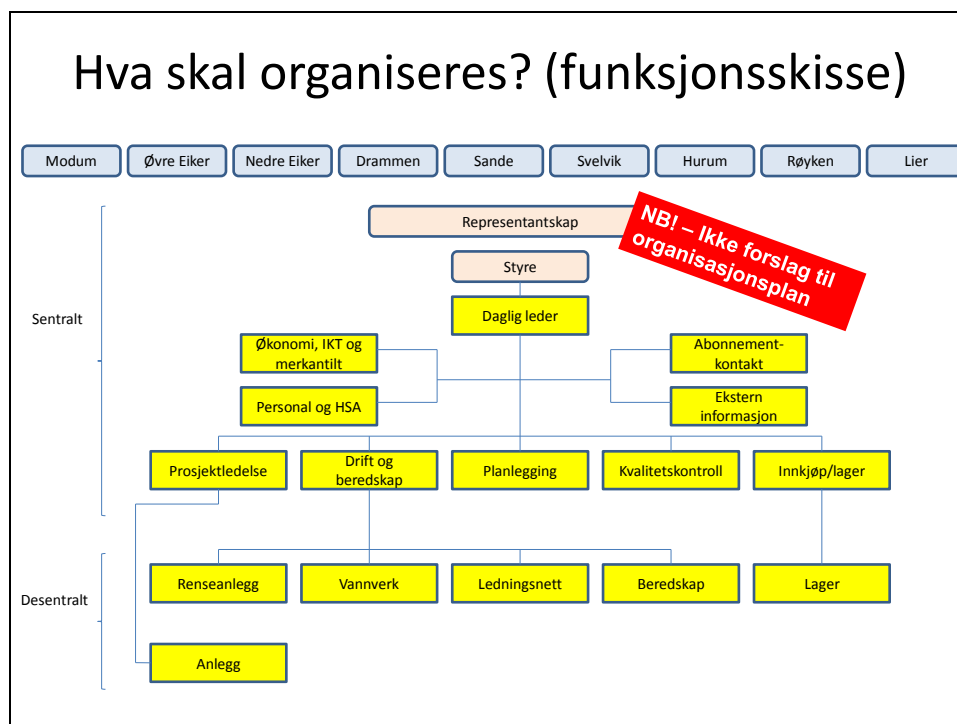 Hva skal organiseres? (funksjonsskisse)
Modum
Øvre Eiker
Nedre Eiker
Drammen
Sande
Svelvik
Hurum
Røyken
Lier
Representantskap
NB! – Ikke forslag til
organisasjonsplan
Styre
Sentralt
Daglig leder
Økonomi, IKT og
merkantilt
Abonnement-
kontakt
Personal og HSA
Ekstern
informasjon
Prosjektledelse
Drift og
beredskap
Planlegging
Kvalitetskontroll
Innkjøp/lager
Desentralt
Renseanlegg
Vannverk
Ledningsnett
Beredskap
Lager
Anlegg